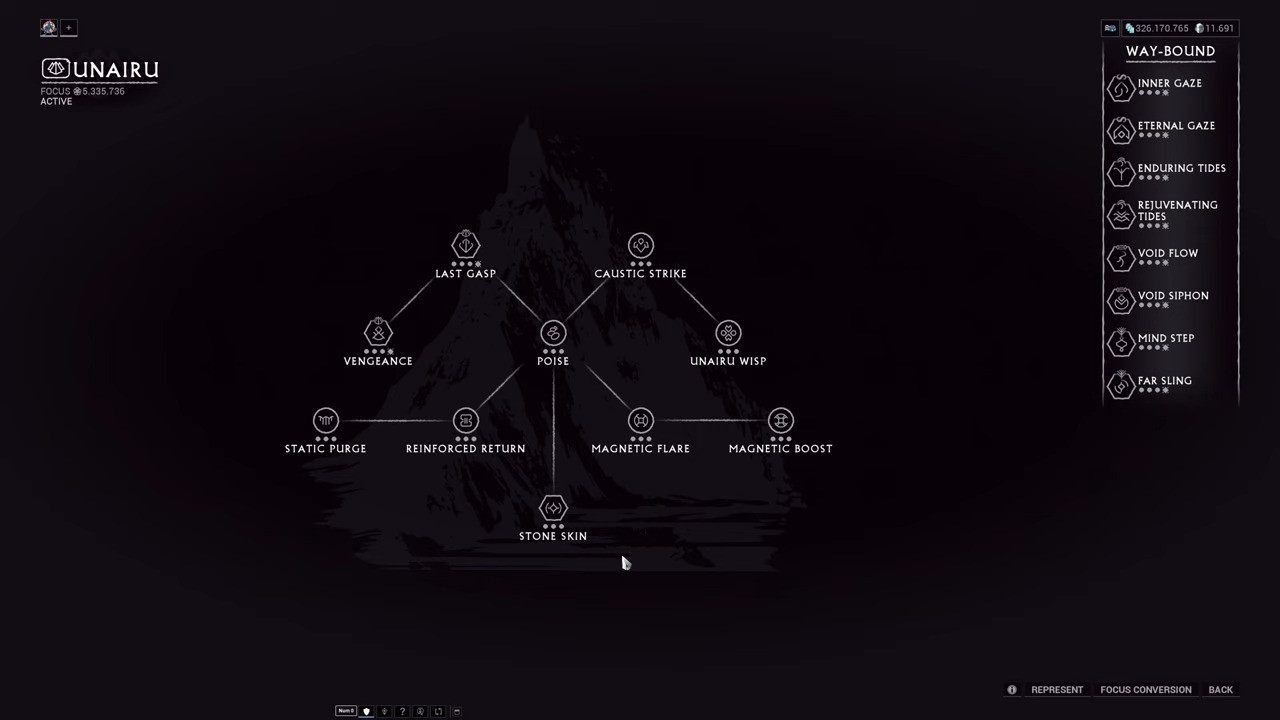 +
326.170.765 11.691
UNAIRU
FOCUS 5.335.736
ACTIVE
WAY-BOUND
INNER GAZE
ETERNAL GAZE
ENDURING TIDES
REJUVENATING
TIDES
VOID FLOW
VOID SIPHON
MIND STEP
FAR SLING
LAST GASP
CAUSTIC STRIKE
VENGEANCE
POISE
UNAIRU WISP
STATIC PURGE
REINFORCED RETURN
MAGNETIC FLARE
MAGNETIC BOOST
STONE SKIN
REPRESENT
FOCUS CONVERSION
BACK
Num 0
?